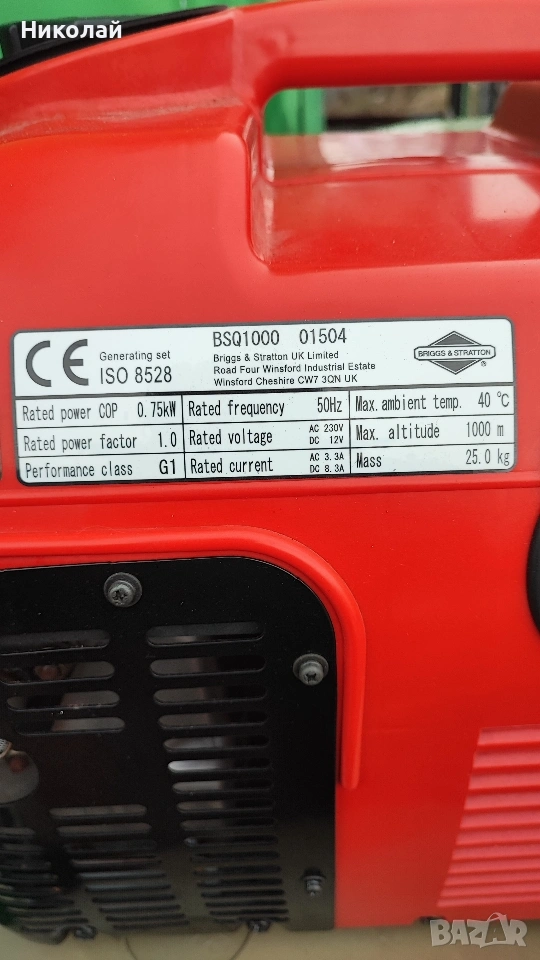 Николай
CE
Generating set
ISO 8528
BSQ1000 01504
Briggs & Stratton UK Limited
Road Four Winsford Industrial Estate
Winsford Cheshire CW7 3QN UK
BRIGGS & STRATTON ®
Rated power COP 0.75kW Rated frequency 50Hz Max. ambient temp. 40 ℃
Rated power factor 1.0 Rated voltage AC 230V DC 12V Max. altitude 1000 m
Performance class G1 Rated current AC 3.3A DC 8.3A Mass 25.0 kg
BAZAR